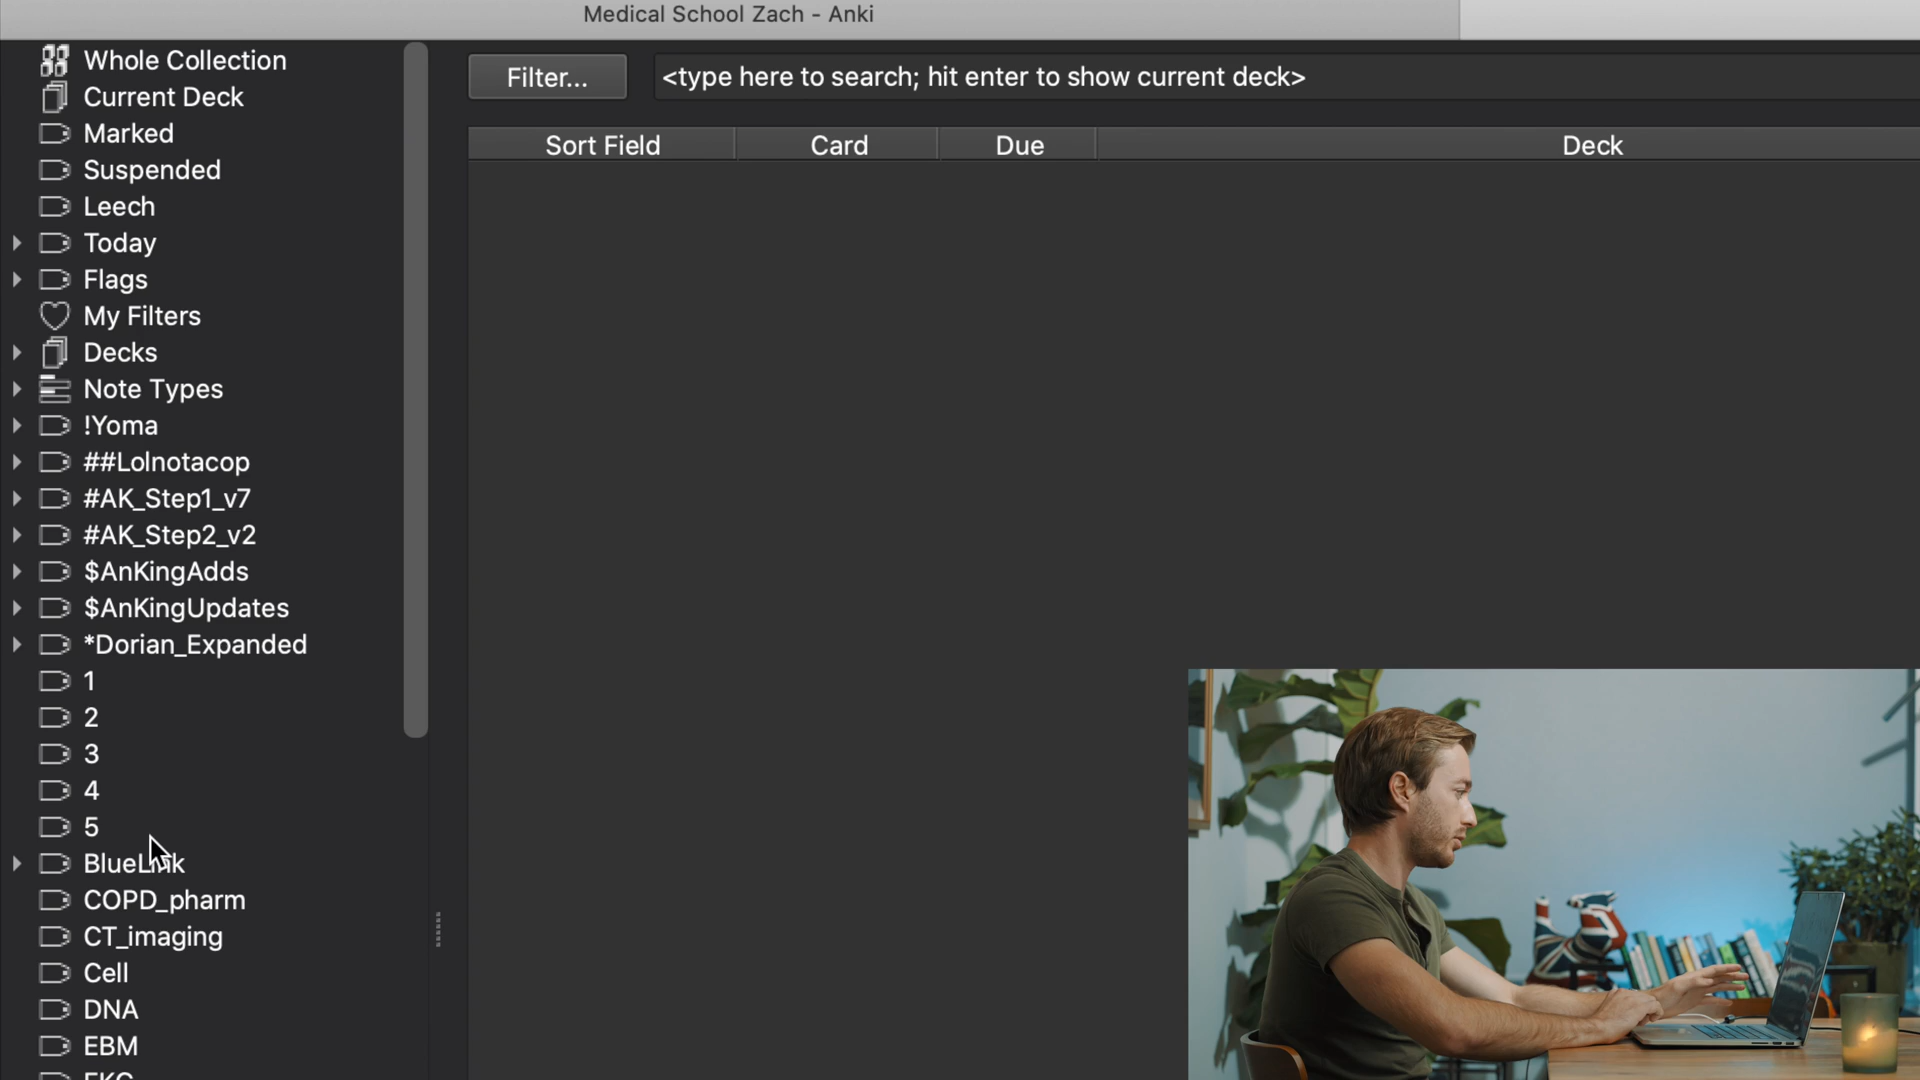 Medical School Zach - Anki
Whole Collection
Current Deck
Marked
Suspended
Leech
Today
Flags
My Filters
Decks
Note Types
!Yoma
##Lolnotacop
#AK_Step1_v7
#AK_Step2_v2
$AnKingAdds
$AnKingUpdates
*Dorian_Expanded
1
2
3
4
5
BlueLink
COPD_pharm
CT_imaging
Cell
DNA
EBM
Filter...
<type here to search; hit enter to show current deck>
Sort Field
Card
Due
Deck